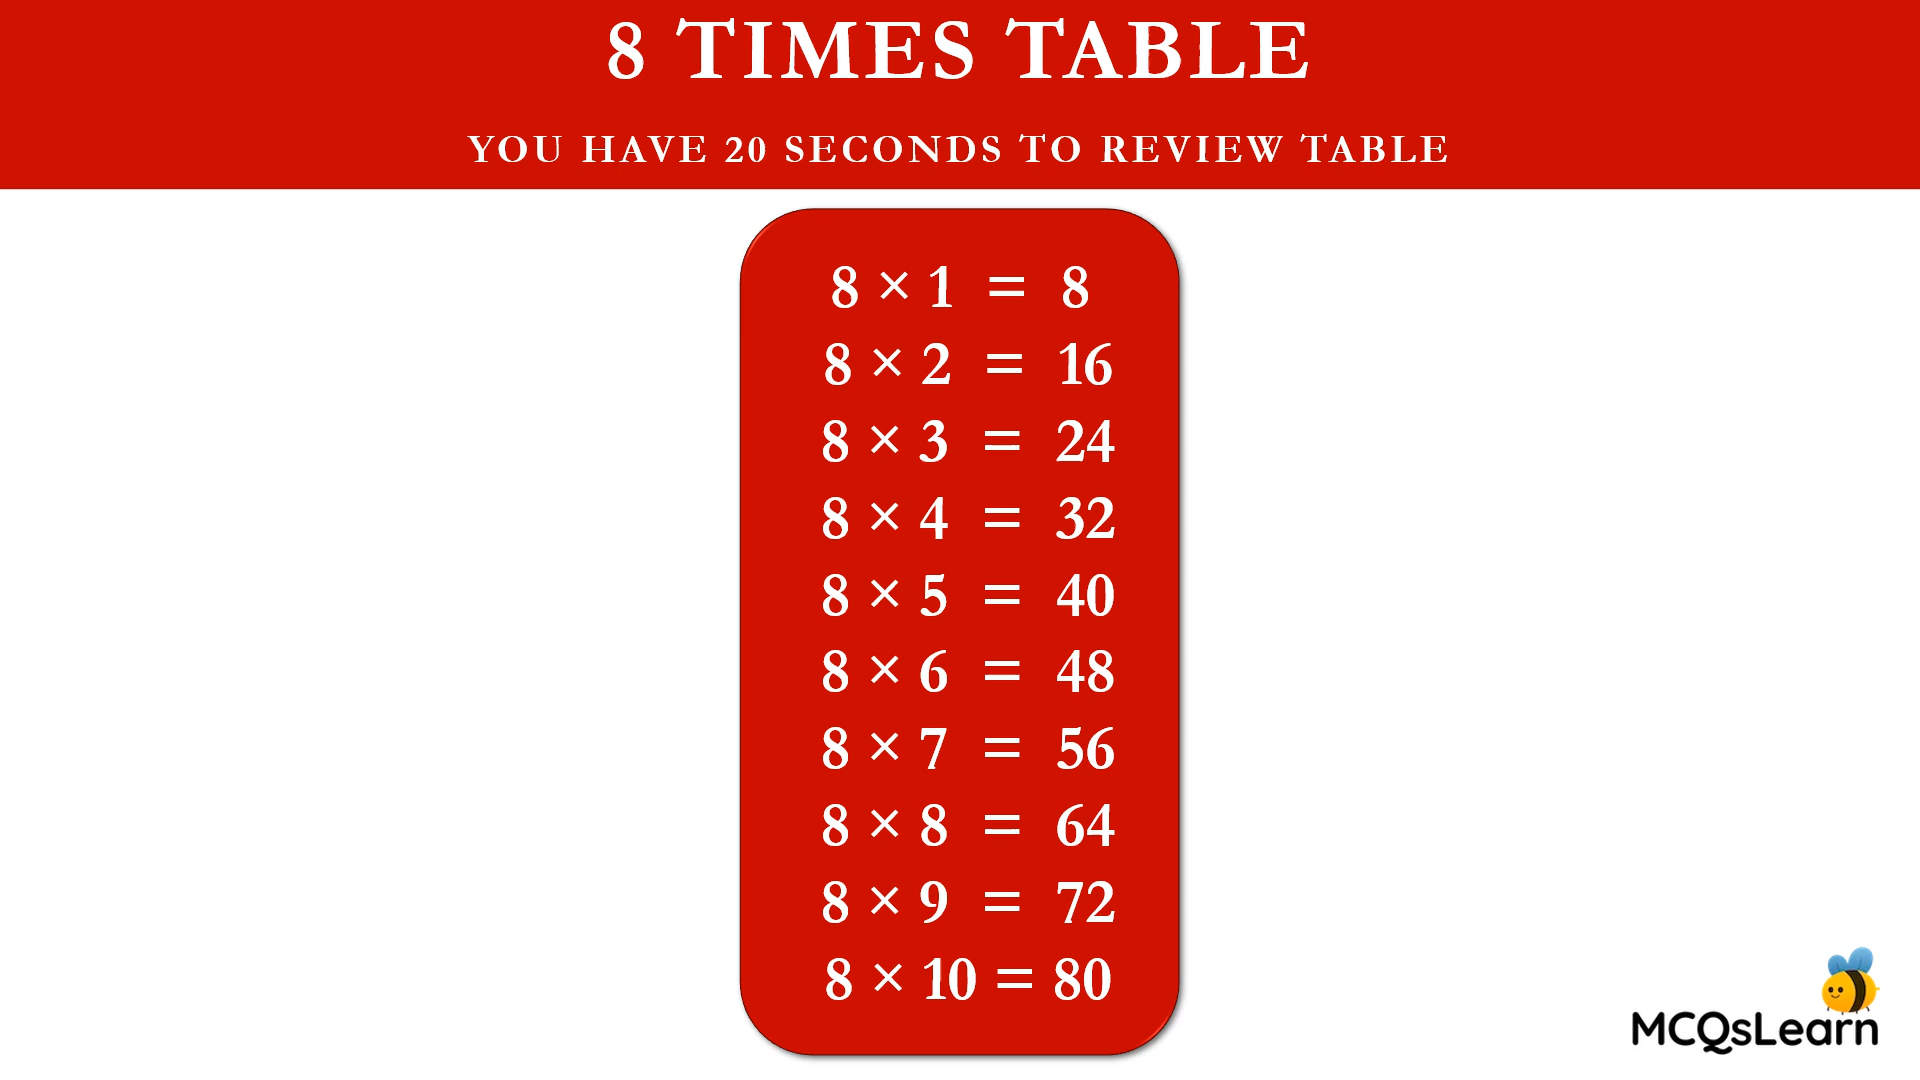 8 TIMES TABLE
YOU HAVE 20 SECONDS TO REVIEW TABLE
8 × 1 = 8
8 × 2 = 16
8 × 3 = 24
8 × 4 = 32
8 × 5 = 40
8 × 6 = 48
8 × 7 = 56
8 × 8 = 64
8 × 9 = 72
8 × 10 = 80
MCQsLearn